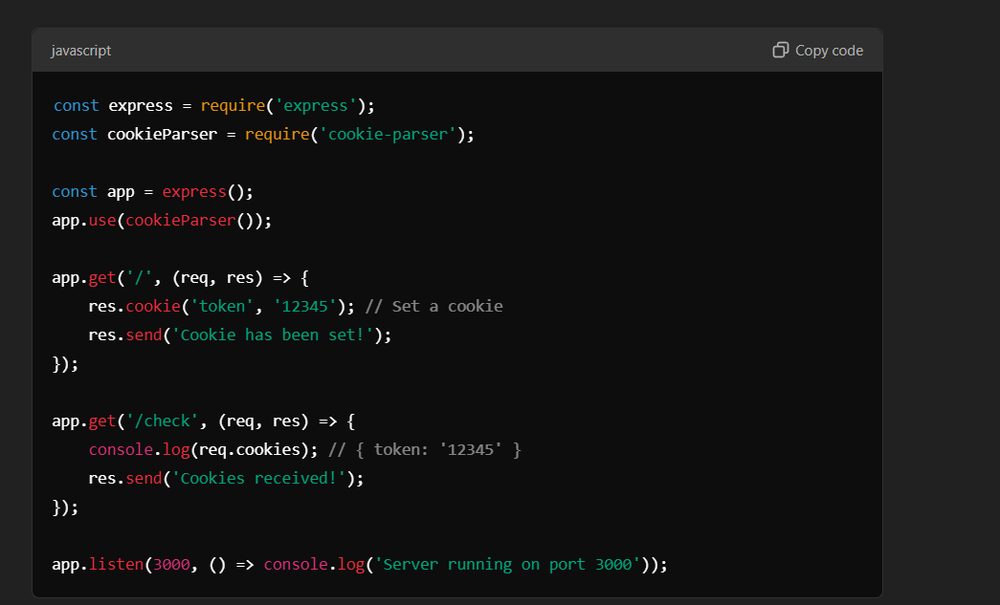 javascript
Copy code
const express = require('express');
const cookieParser = require('cookie-parser');
const app = express();
app.use(cookieParser());
app.get('/', (req, res) => {
    res.cookie('token', '12345'); // Set a cookie
    res.send('Cookie has been set!');
});
app.get('/check', (req, res) => {
    console.log(req.cookies); // { token: '12345' }
    res.send('Cookies received!');
});
app.listen(3000, () => console.log('Server running on port 3000'));